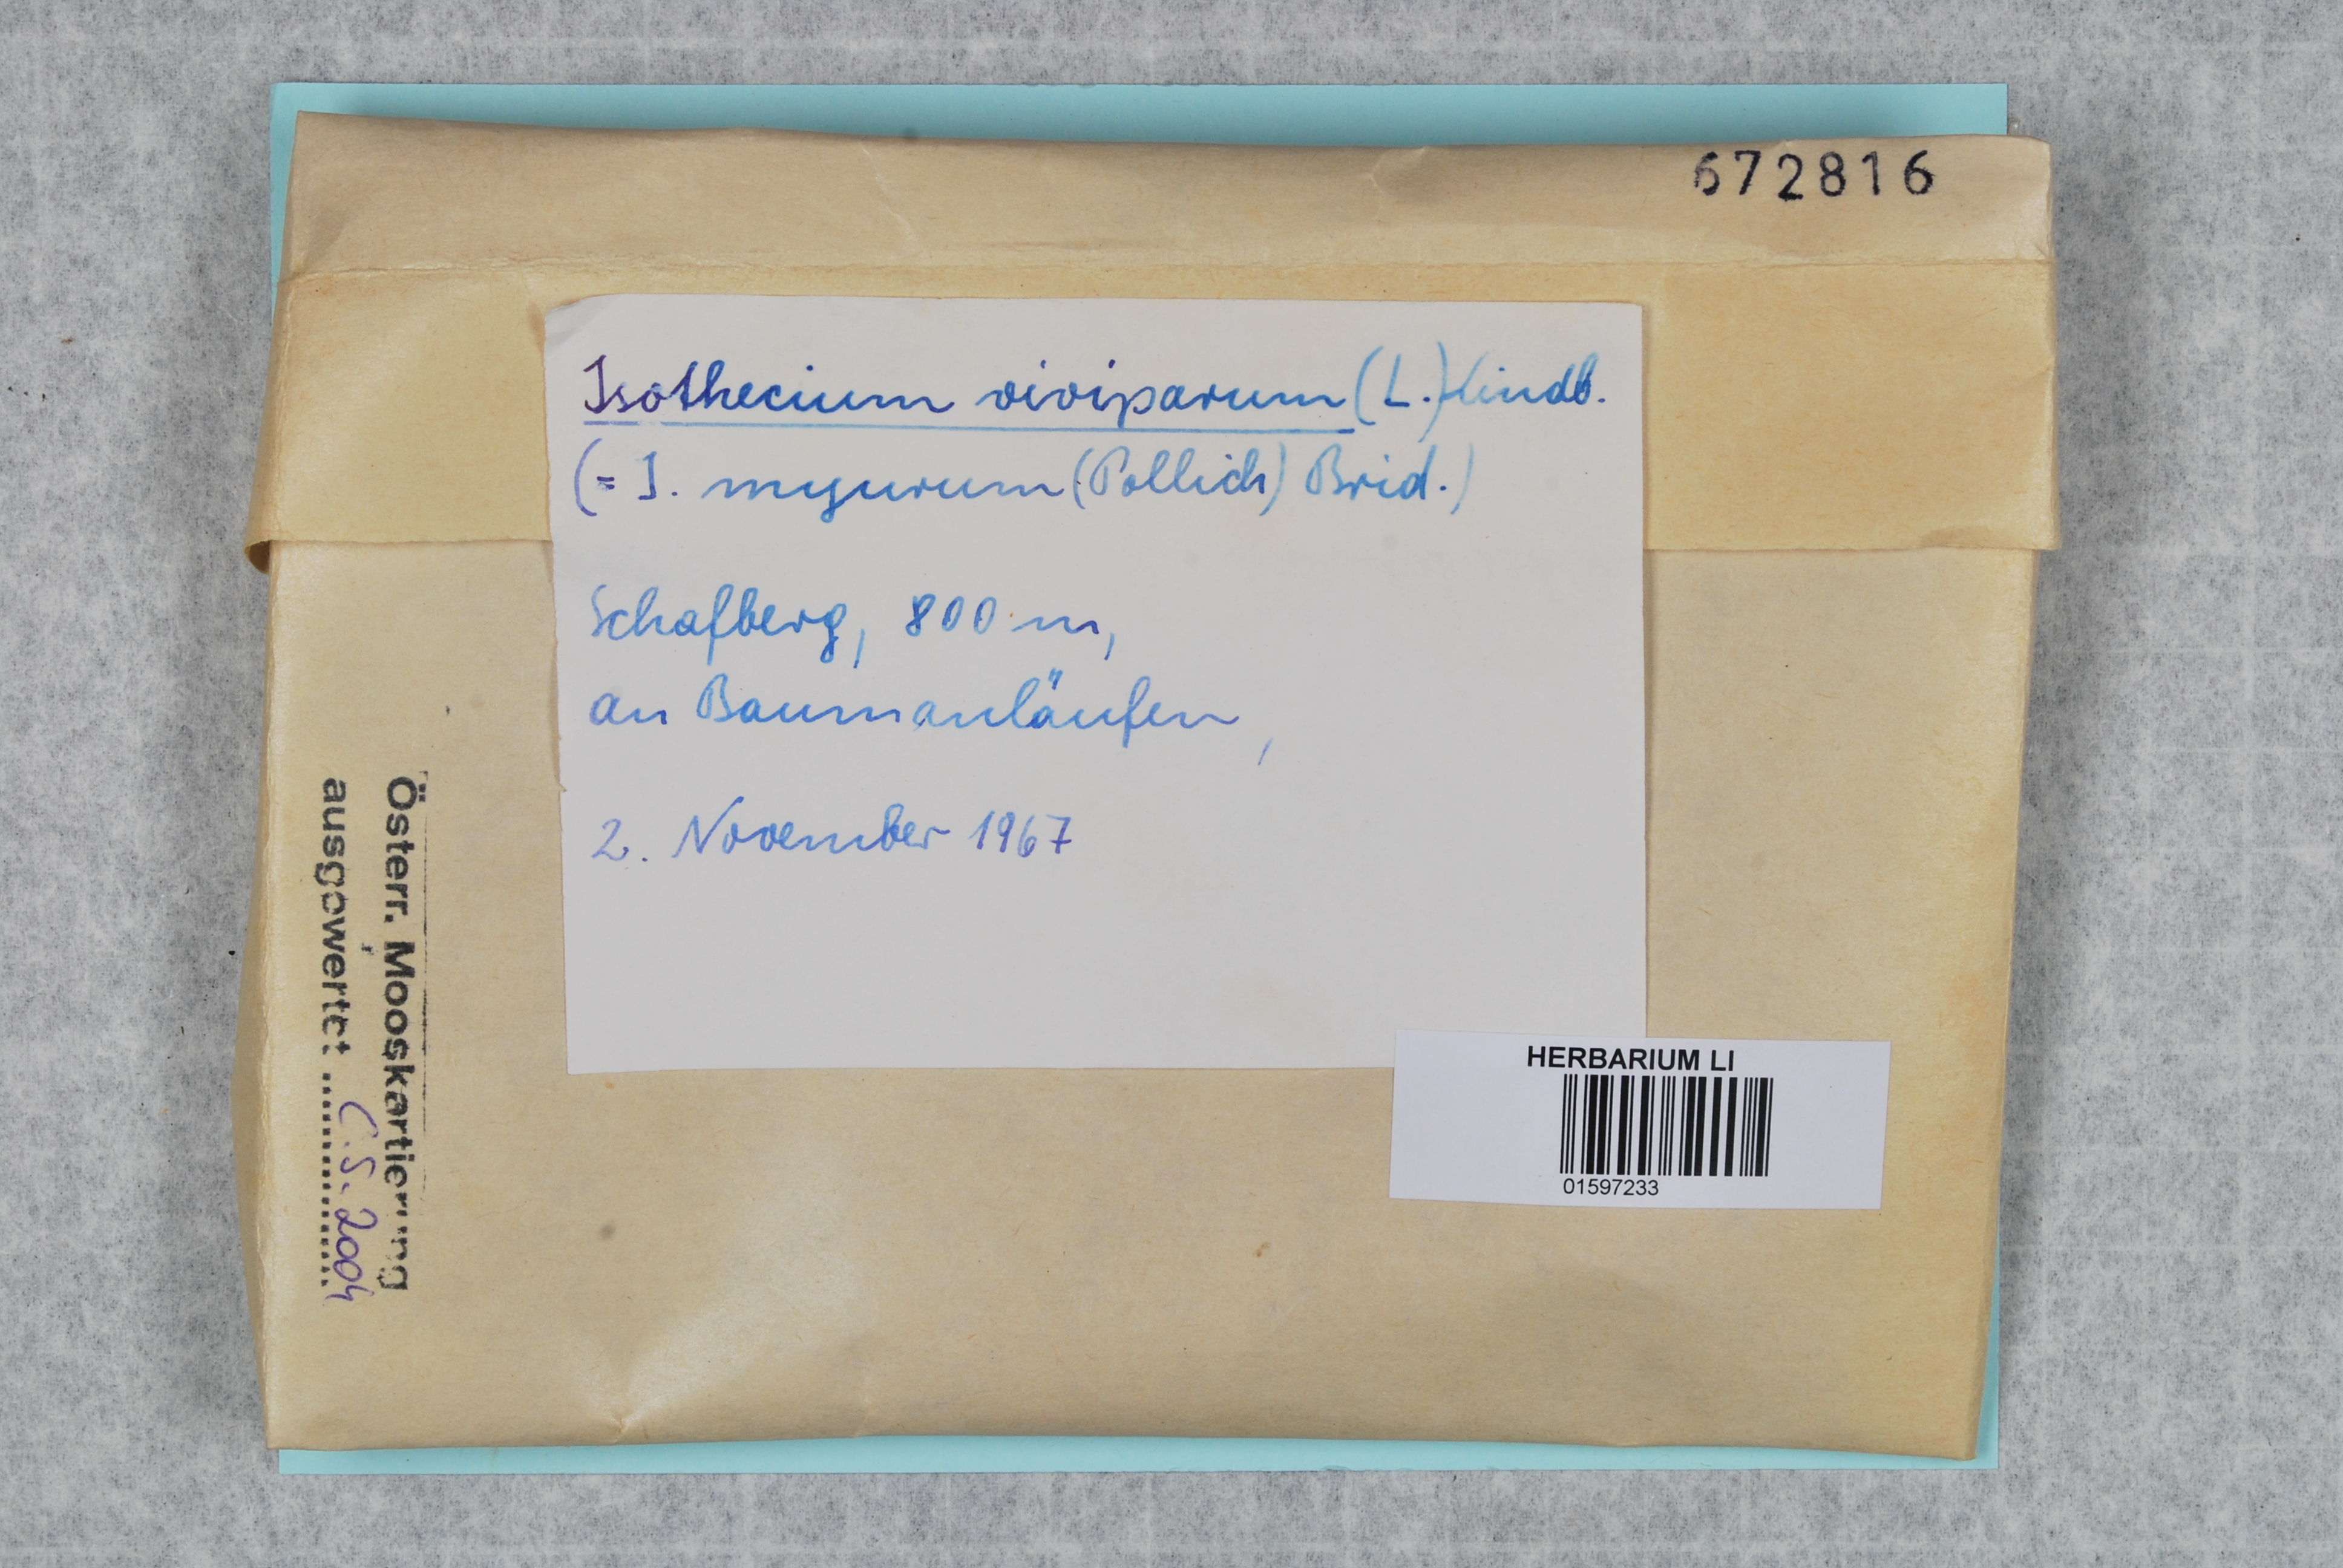 672816
Isothecium viviparum (L.) Lindb.
(= I. myurum (Pollich) Brid.)
Schafberg, 800 m,
an Baumanläufen,
2. November 1967
Österr. Mooskartierung
ausgewertet ...............
C.S. 2004
HERBARIUM LI
01597233